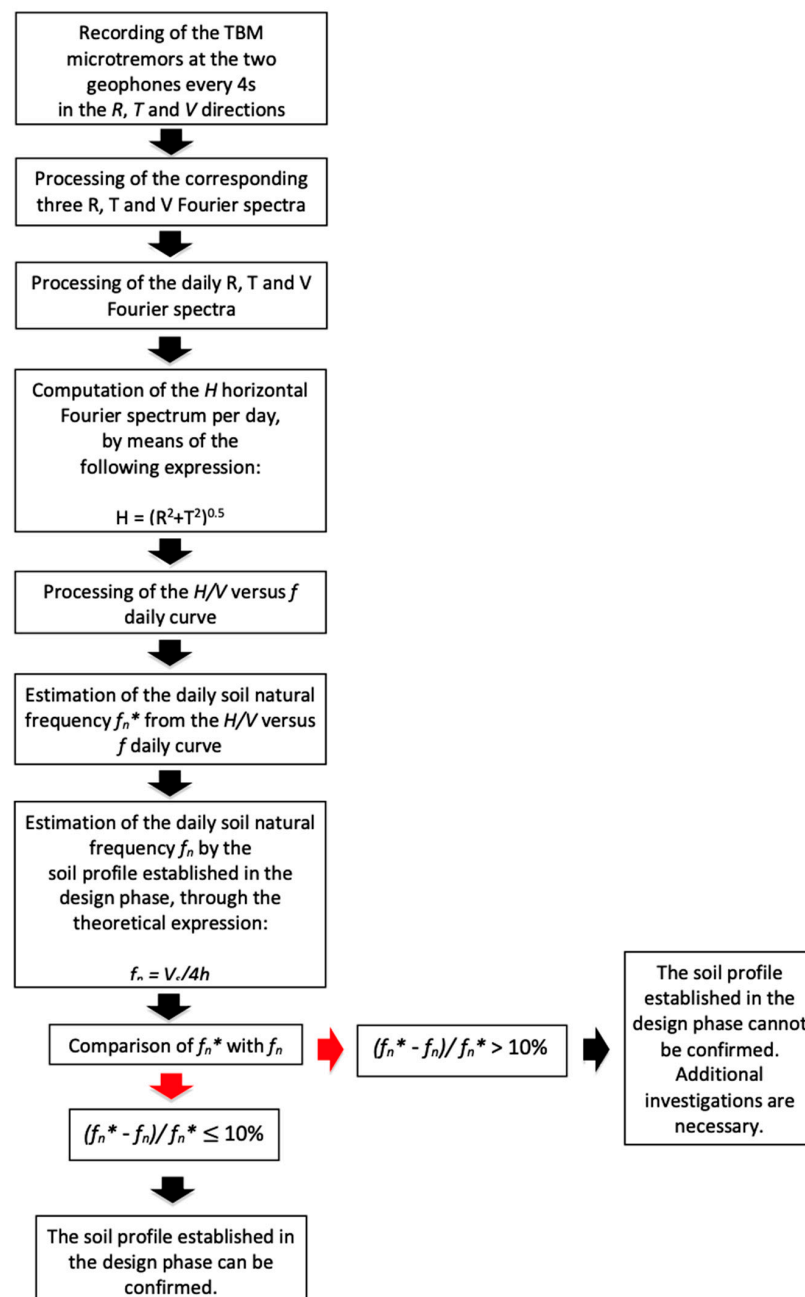 Recording of the TBM
microtremors at the two
geophones every 4s
in the R, T and V directions
Processing of the corresponding
three R, T and V Fourier spectra
Processing of the daily R, T and V
Fourier spectra
Computation of the H horizontal
Fourier spectrum per day,
by means of the
following expression:
H = (R²+T²)⁰·⁵
Processing of the H/V versus f
daily curve
Estimation of the daily soil natural
frequency fₙ* from the H/V versus
f daily curve
Estimation of the daily soil natural
frequency fₙ by the
soil profile established in the
design phase, through the
theoretical expression:
fₙ = Vₛ/4h
Comparison of fₙ* with fₙ
(fₙ* - fₙ)/ fₙ* > 10%
The soil profile
established in the
design phase cannot
be confirmed.
Additional
investigations are
necessary.
(fₙ* - fₙ)/ fₙ* ≤ 10%
The soil profile established in
the design phase can be
confirmed.